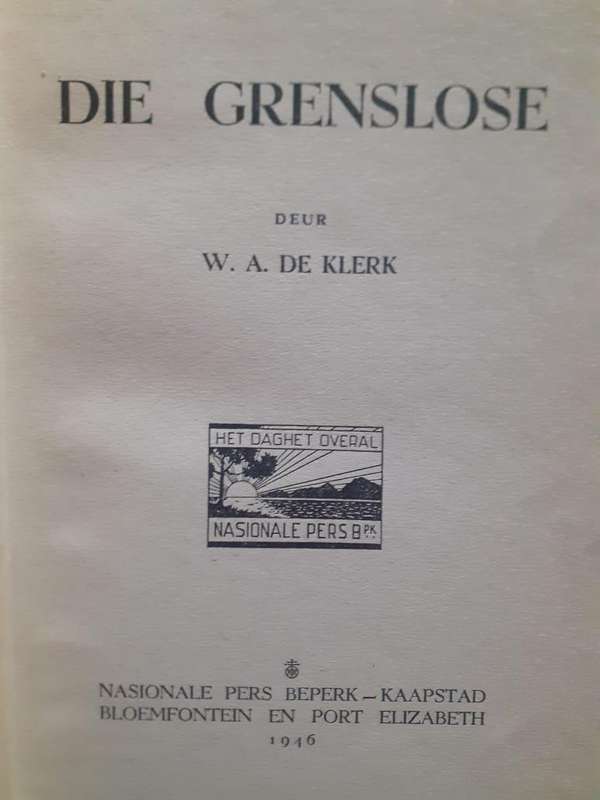 DIE GRENSLOSE
DEUR
W. A. DE KLERK
HET DAGHET OVERAL
NASIONALE PERS BPK.
NASIONALE PERS BEPERK — KAAPSTAD
BLOEMFONTEIN EN PORT ELIZABETH
1946